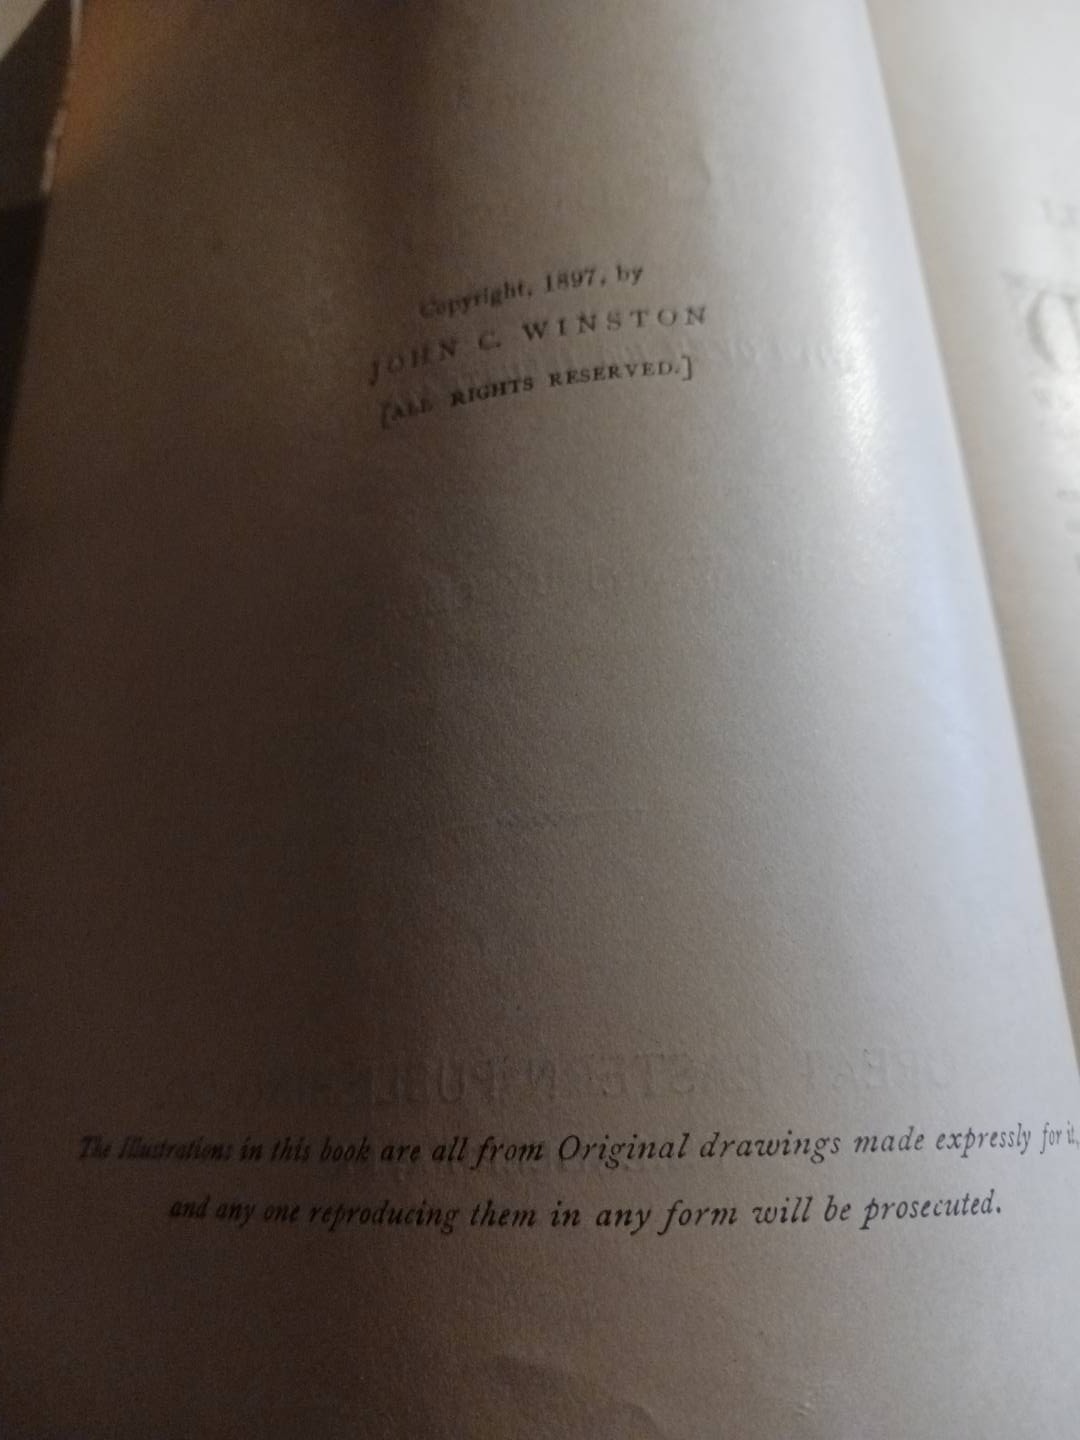 Copyright, 1897, by
JOHN C. WINSTON
[ALL RIGHTS RESERVED.]
The Illustrations in this book are all from Original drawings made expressly for it,
and any one reproducing them in any form will be prosecuted.